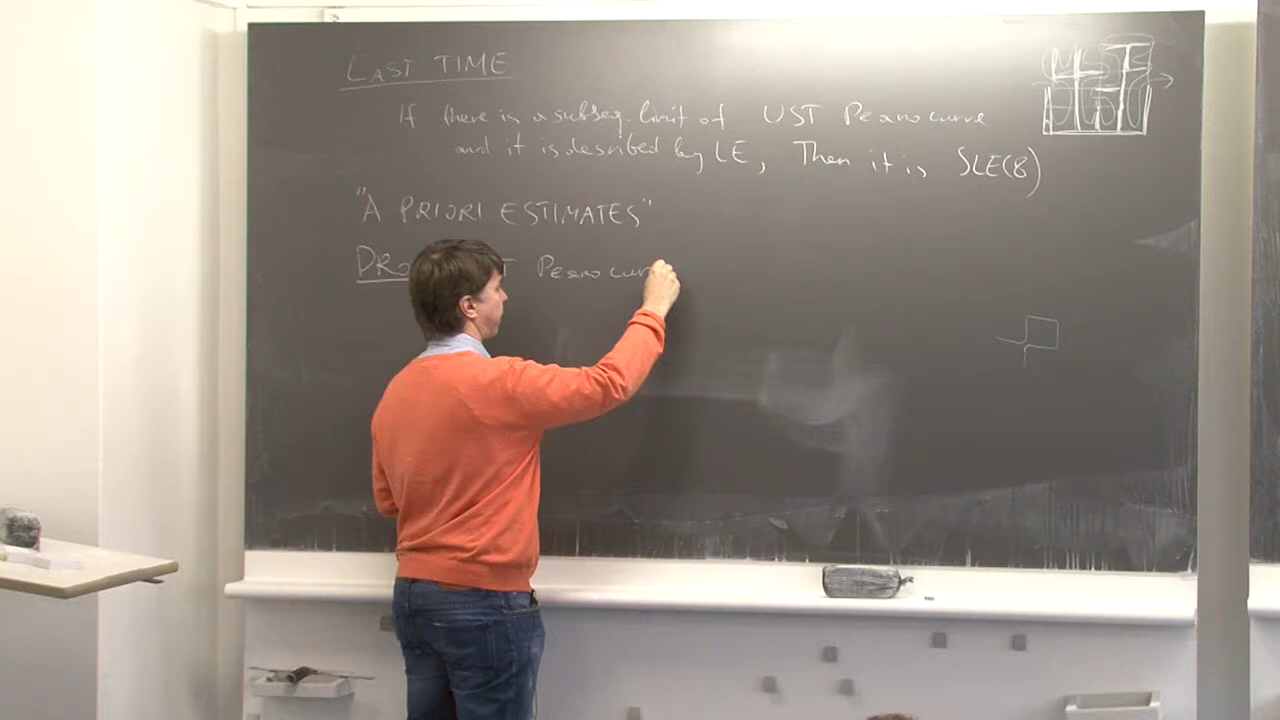 LAST TIME
If there is a subseq. limit of UST Peano curve
and it is described by LE, Then it is SLE(8)
"A PRIORI ESTIMATES"
Peano cur